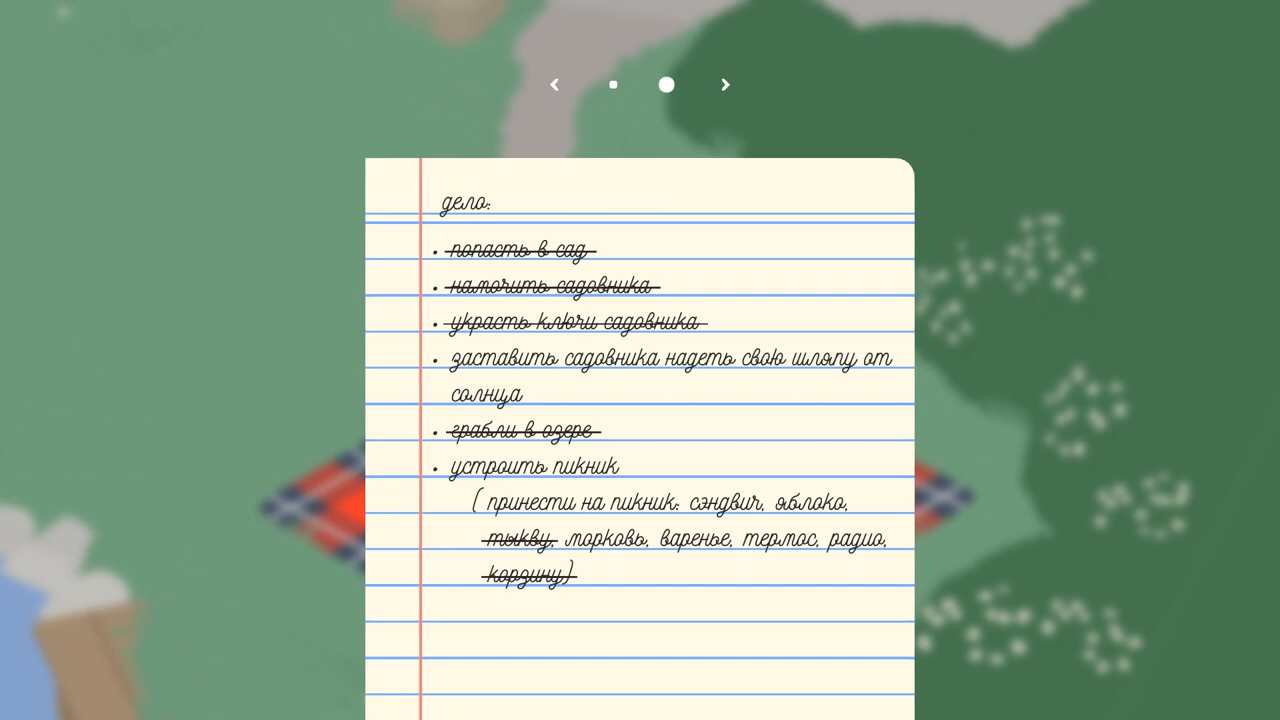 дело:
• попасть в сад
• намочить садовника
• украсть ключи садовника
• заставить садовника надеть свою шляпу от
солнца
• грабли в озере
• устроить пикник
( принести на пикник: сэндвич, яблоко,
тыкву, морковь, варенье, термос, радио,
корзину)